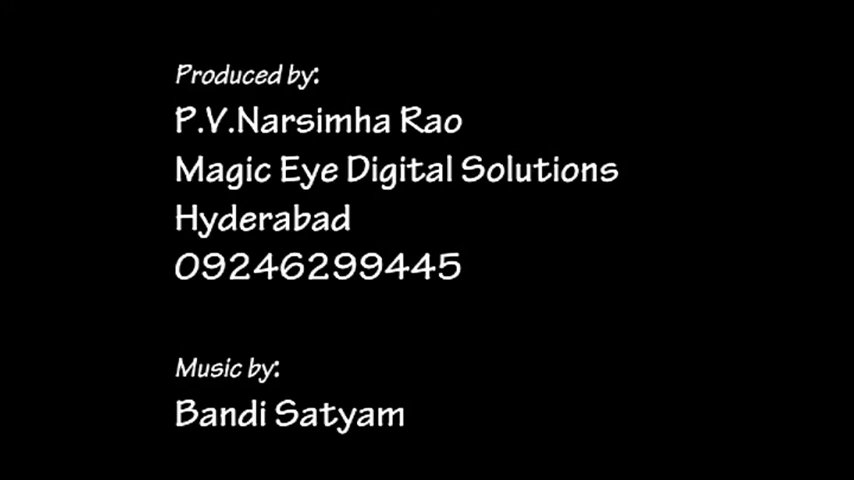 Produced by:
P.V.Narsimha Rao
Magic Eye Digital Solutions
Hyderabad
09246299445
Music by:
Bandi Satyam